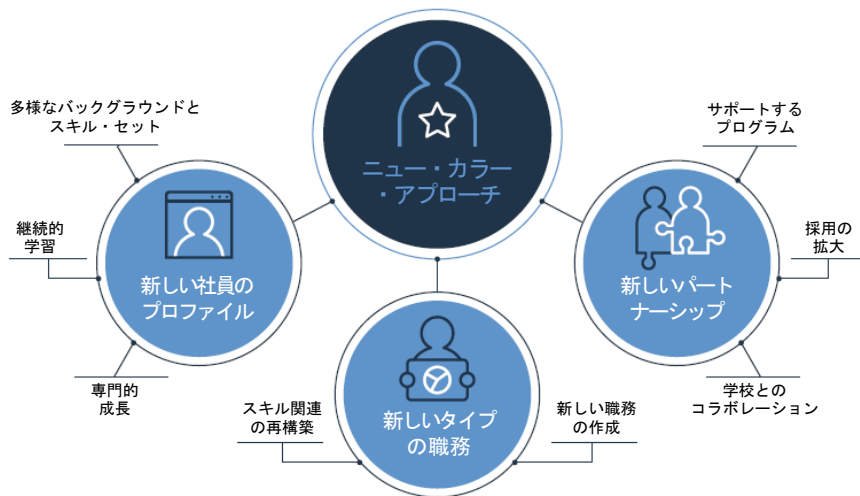 ニュー・カラー
・アプローチ
多様なバックグラウンドと
スキル・セット
継続的
学習
新しい社員の
プロファイル
専門的
成長
サポートする
プログラム
採用の
拡大
新しいパート
ナーシップ
学校との
コラボレーション
スキル関連
の再構築
新しいタイプ
の職務
新しい職務
の作成